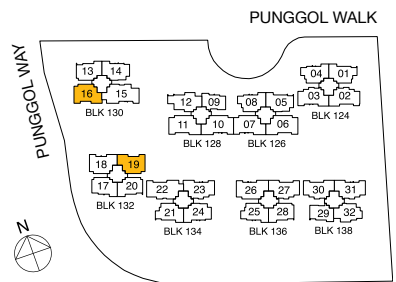 PUNGGOL WALK
PUNGGOL WAY
13 14
16 15
BLK 130
04 01
03 02
BLK 124
12 09 08 05
11 10 07 06
BLK 128 BLK 126
18 19
17 20
BLK 132
22 23 26 27 30 31
21 24 25 28 29 32
BLK 134 BLK 136 BLK 138
N